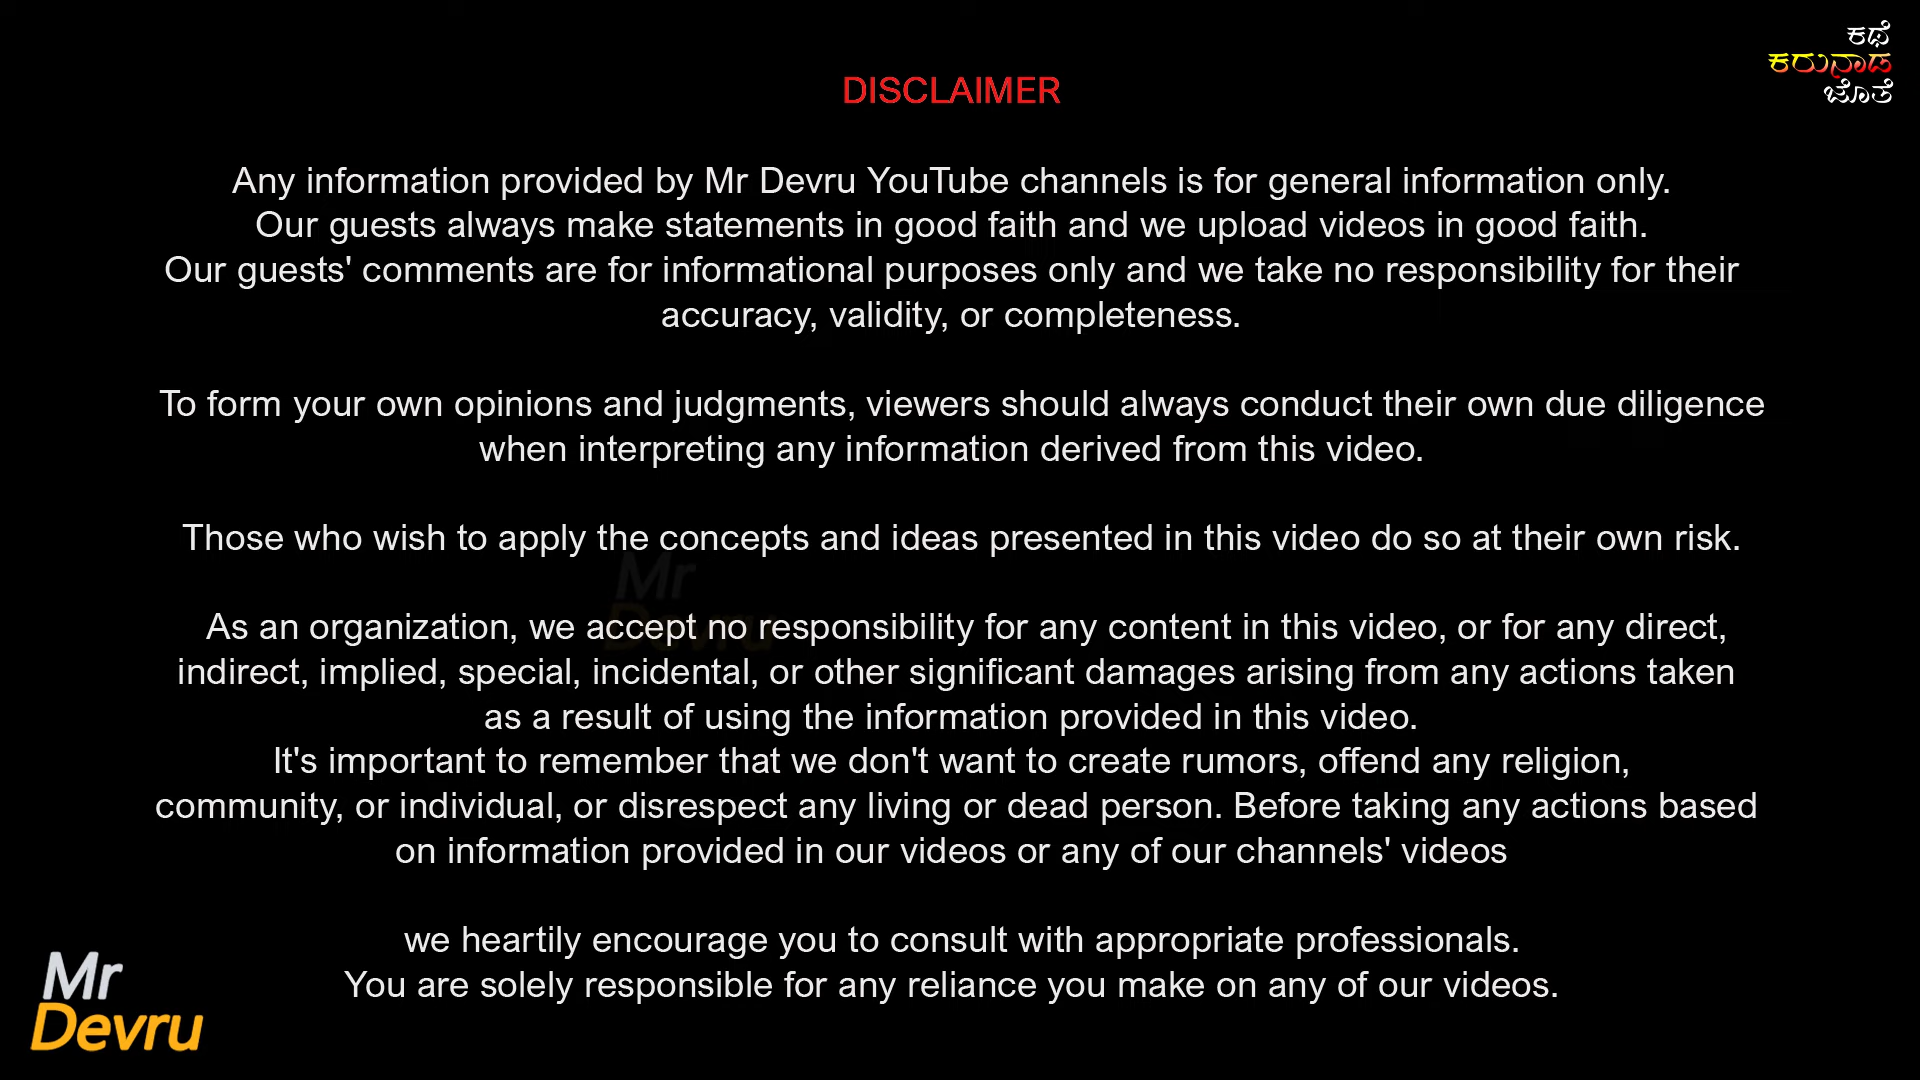 ಕಥೆ
ಕರುನಾಡ
ಜೊತೆ
DISCLAIMER
Any information provided by Mr Devru YouTube channels is for general information only.
Our guests always make statements in good faith and we upload videos in good faith.
Our guests' comments are for informational purposes only and we take no responsibility for their
accuracy, validity, or completeness.
To form your own opinions and judgments, viewers should always conduct their own due diligence
when interpreting any information derived from this video.
Those who wish to apply the concepts and ideas presented in this video do so at their own risk.
Mr
Devru
As an organization, we accept no responsibility for any content in this video, or for any direct,
indirect, implied, special, incidental, or other significant damages arising from any actions taken
as a result of using the information provided in this video.
It's important to remember that we don't want to create rumors, offend any religion,
community, or individual, or disrespect any living or dead person. Before taking any actions based
on information provided in our videos or any of our channels' videos
we heartily encourage you to consult with appropriate professionals.
You are solely responsible for any reliance you make on any of our videos.
Mr
Devru